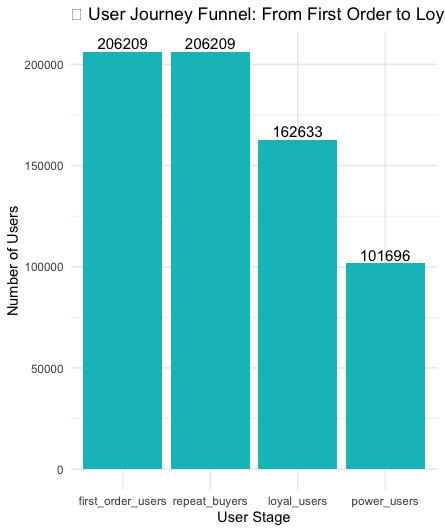 User Journey Funnel: From First Order to Loy
206209 206209
162633
101696
200000
150000
100000
50000
0
Number of Users
first_order_users repeat_buyers loyal_users power_users
User Stage